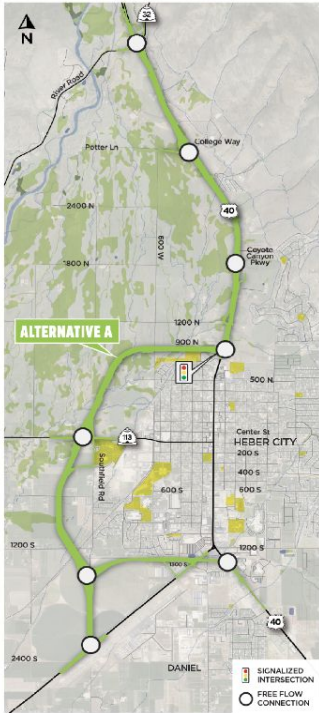 32
N
River Road
Potter Ln
College Way
2400 N
40
600 W
Coyote
Canyon
Pkwy
1800 N
1200 N
ALTERNATIVE A
900 N
500 N
Center St
113
HEBER CITY
200 S
400 S
Southfield Rd
600 S
600 S
1200 S
1200 S
1300 S
40
2400 S
DANIEL
SIGNALIZED
INTERSECTION
FREE FLOW
CONNECTION